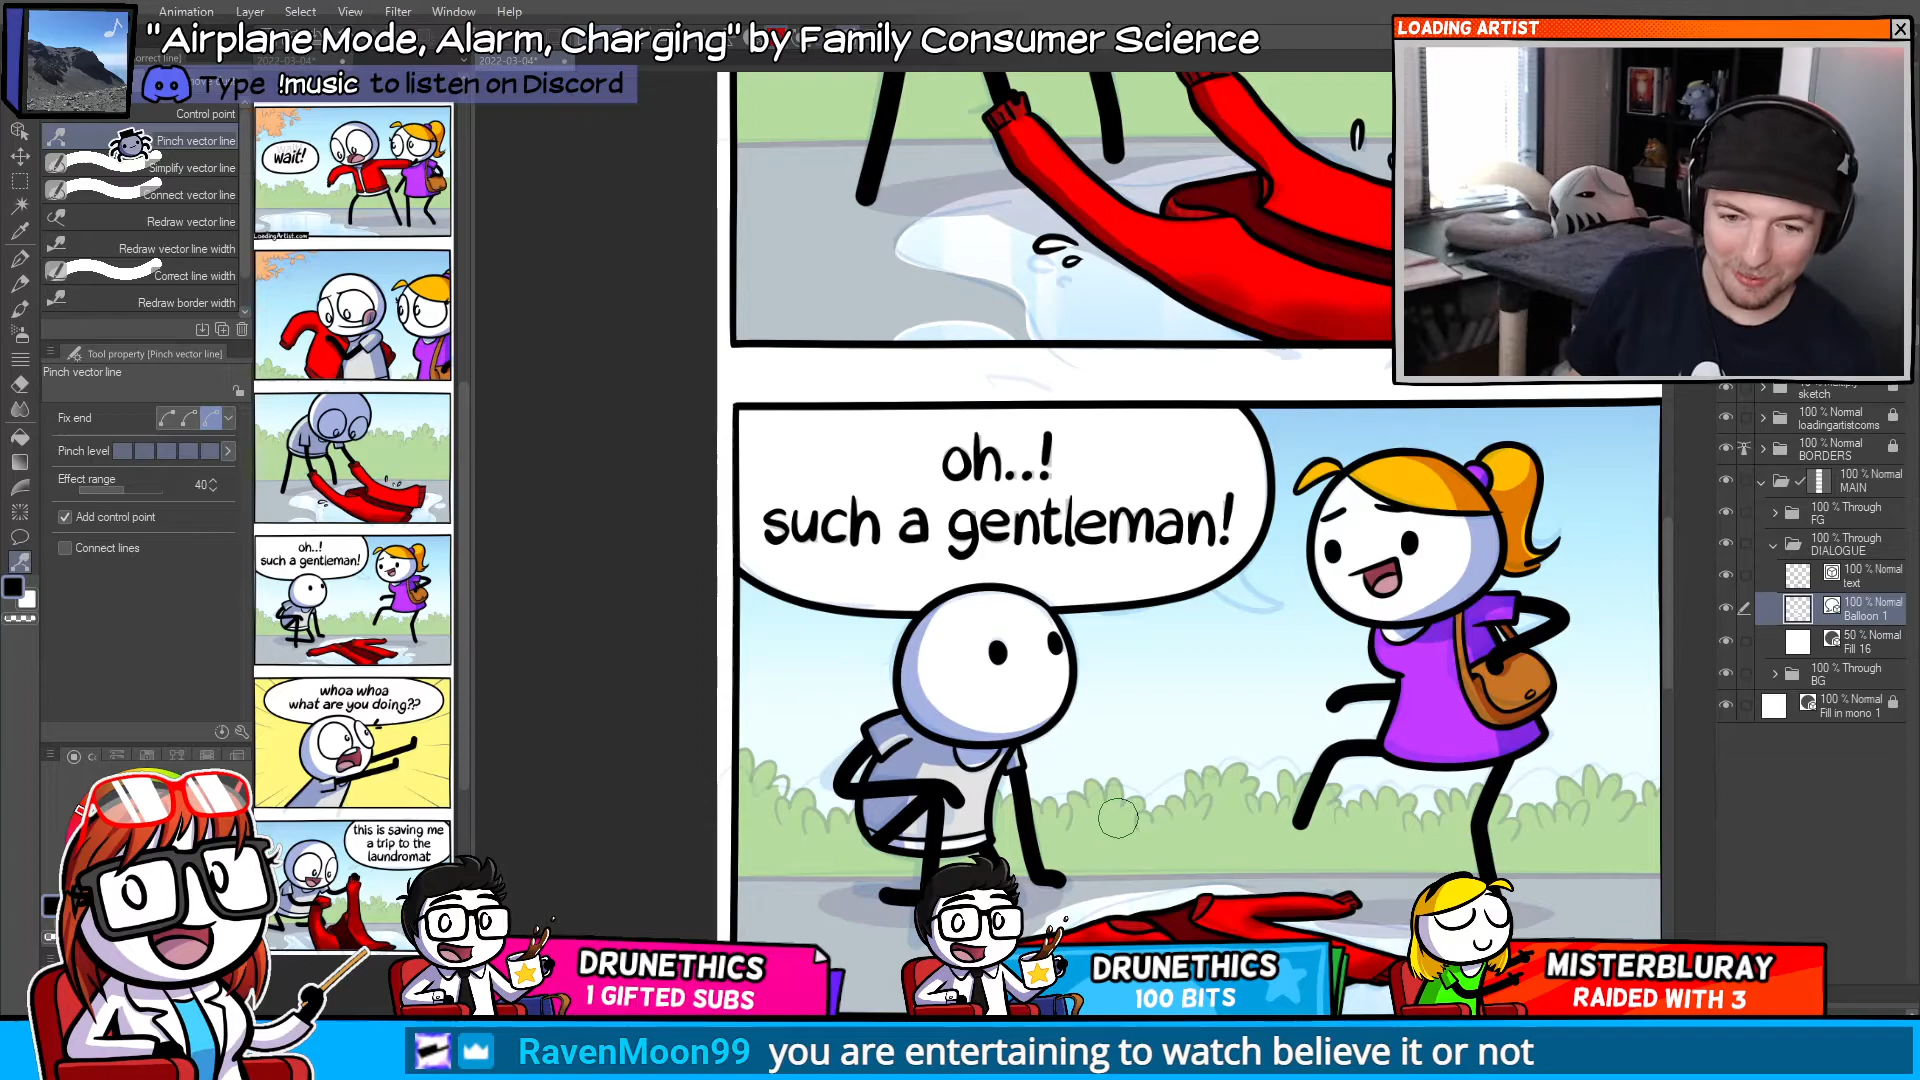 Animation Layer Select View Filter Window Help
"Airplane Mode, Alarm, Charging" by Family Consumer Science
Type !music to listen on Discord
2022-03-04*
LOADING ARTIST
X
Control point
Pinch vector line
Simplify vector line
Connect vector line
Redraw vector line
Redraw vector line width
Correct line width
Redraw border width
Tool property [Pinch vector line]
Pinch vector line
Fix end
Pinch level
Effect range 40
Add control point
Connect lines
wait!
LoadingArtist.com
oh..!
such a gentleman!
whoa whoa
what are you doing??
this is saving me
a trip to the
laundromat
oh..!
such a gentleman!
sketch
100 % Normal
loadingartistcoms
100 % Normal
BORDERS
100 % Normal
MAIN
100 % Through
FG
100 % Through
DIALOGUE
100 % Normal
text
100 % Normal
Balloon 1
50 % Normal
Fill 16
100 % Through
BG
100 % Normal
Fill in mono 1
DRUNETHICS
1 GIFTED SUBS
DRUNETHICS
100 BITS
MISTERBLURAY
RAIDED WITH 3
RavenMoon99 you are entertaining to watch believe it or not